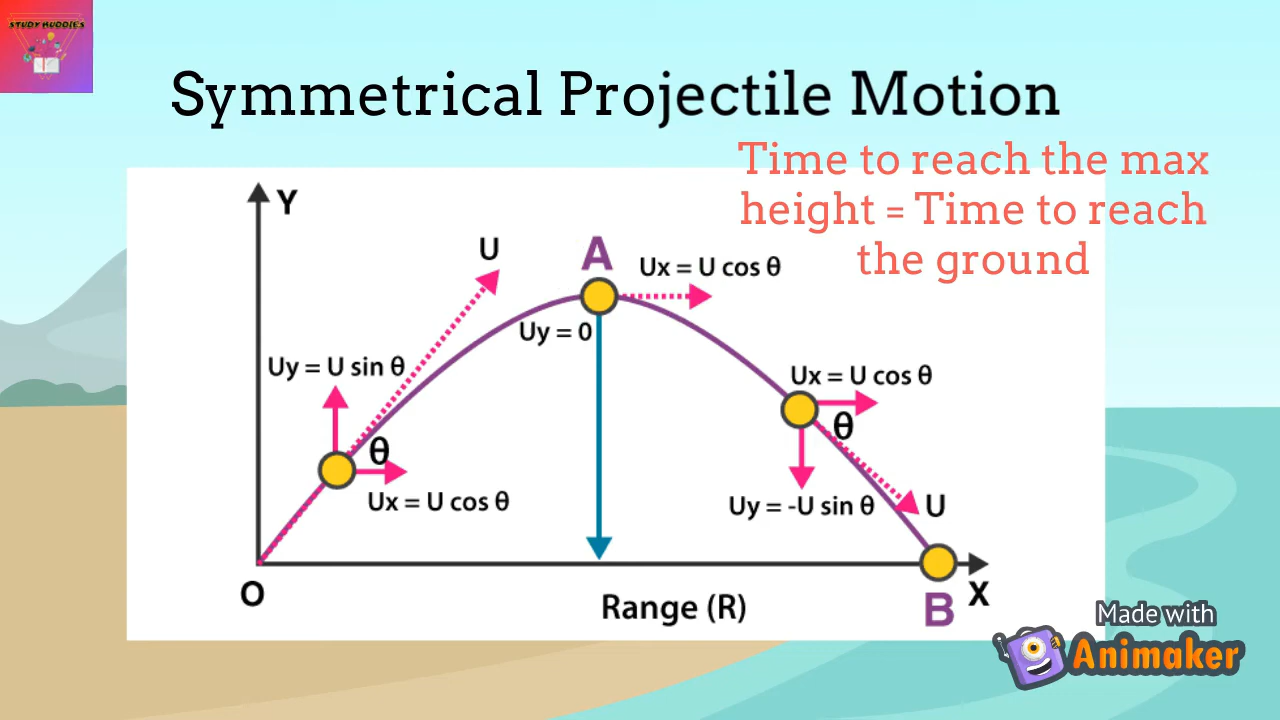 STUDY BUDDIES
Symmetrical Projectile Motion
Time to reach the max
height = Time to reach
the ground
Y
U
A
Ux = U cos θ
Uy = 0
Uy = U sin θ
θ
Ux = U cos θ
Ux = U cos θ
θ
Uy = -U sin θ
U
O
Range (R)
B
X
Made with
Animaker